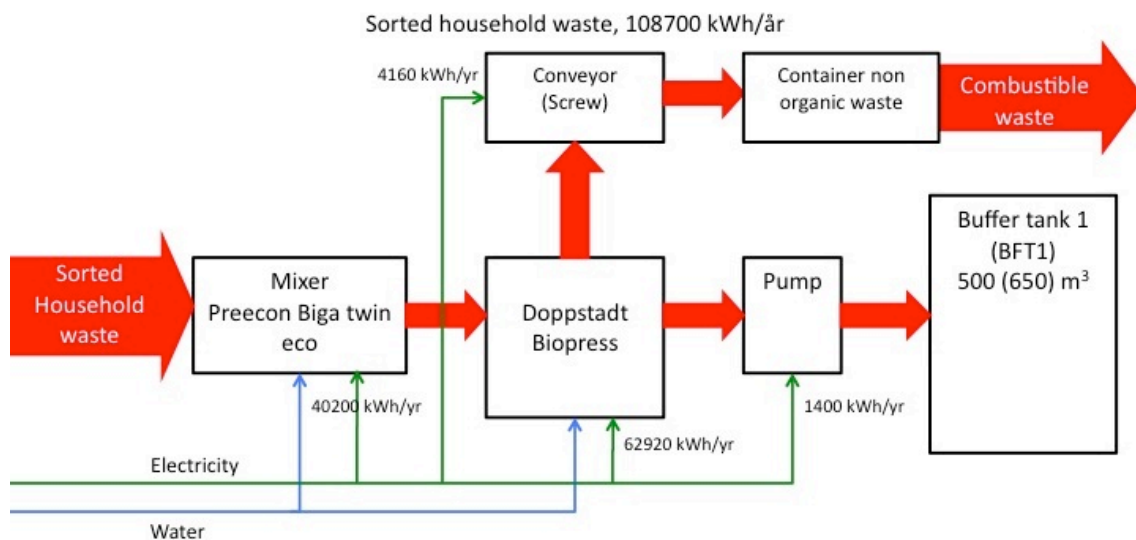 Sorted household waste, 108700 kWh/år
4160 kWh/yr
Conveyor
(Screw)
Container non
organic waste
Combustible
waste
Sorted
Household
waste
Mixer
Preecon Biga twin
eco
Doppstadt
Biopress
Pump
Buffer tank 1
(BFT1)
500 (650) m³
40200 kWh/yr
62920 kWh/yr
1400 kWh/yr
Electricity
Water